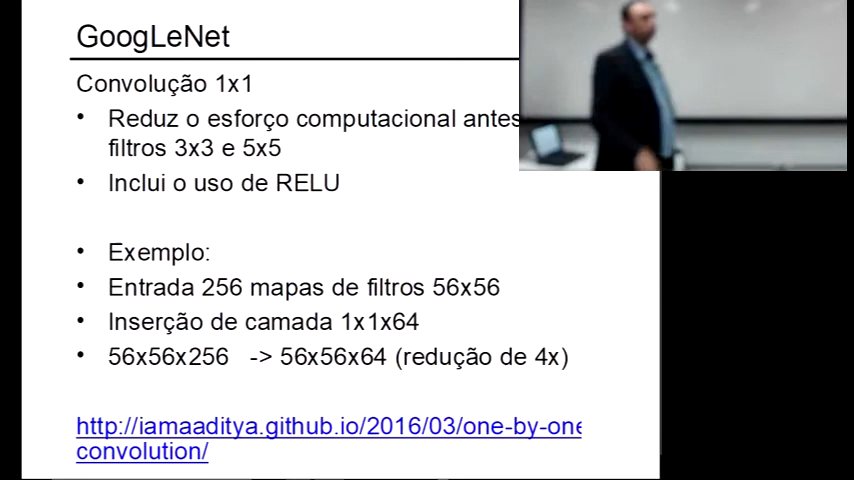 GoogLeNet
Convolução 1x1
• Reduz o esforço computacional antes
filtros 3x3 e 5x5
• Inclui o uso de RELU
• Exemplo:
• Entrada 256 mapas de filtros 56x56
• Inserção de camada 1x1x64
• 56x56x256 -> 56x56x64 (redução de 4x)
http://iamaaditya.github.io/2016/03/one-by-one
convolution/